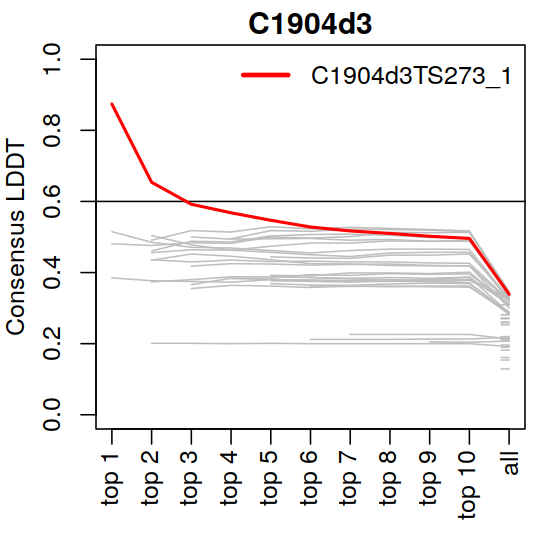 C1904d3
C1904d3TS273_1
Consensus LDDT
1.0
0.8
0.6
0.4
0.2
0.0
top 1
top 2
top 3
top 4
top 5
top 6
top 7
top 8
top 9
top 10
all